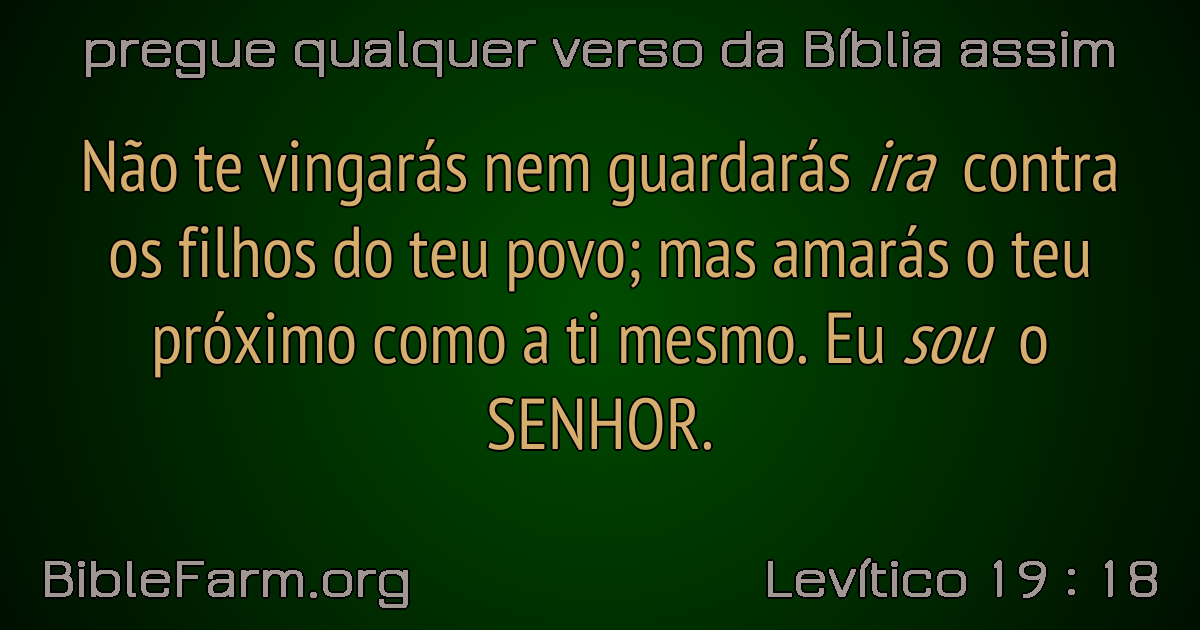 pregue qualquer verso da Bíblia assim
Não te vingarás nem guardarás ira contra
os filhos do teu povo; mas amarás o teu
próximo como a ti mesmo. Eu sou o
SENHOR.
BibleFarm.org
Levítico 19 : 18